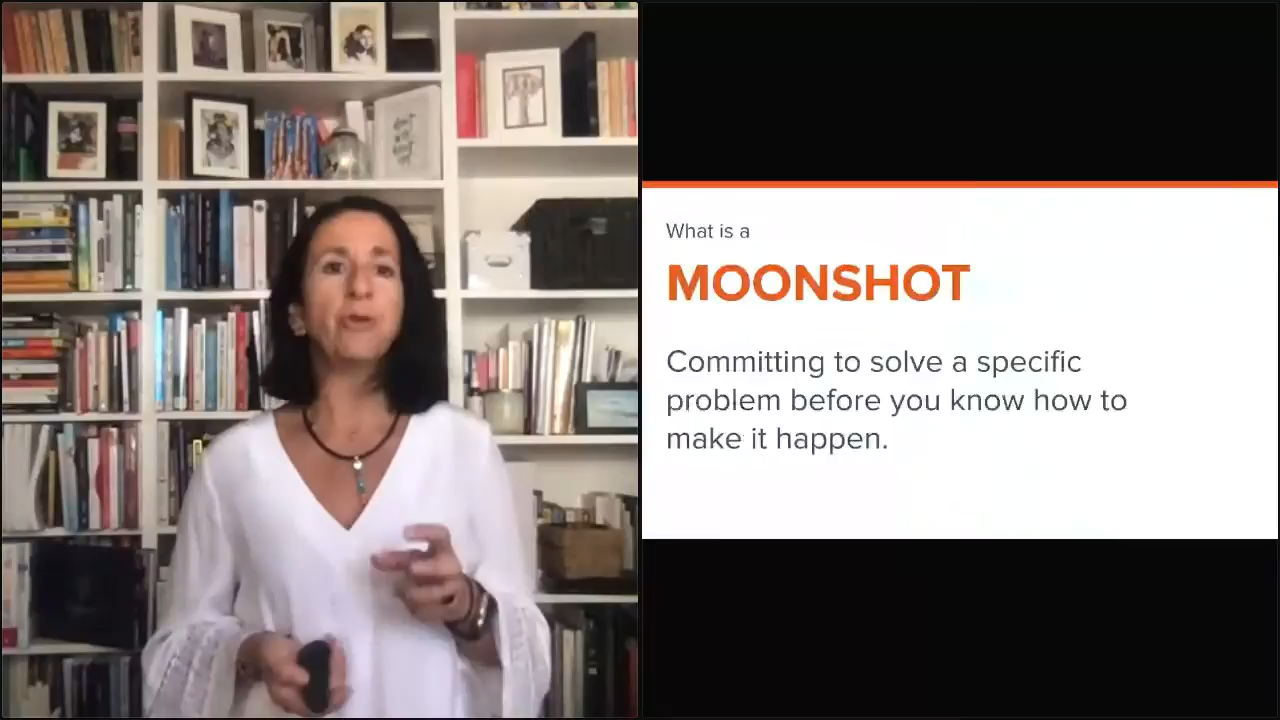 What is a
MOONSHOT
Committing to solve a specific
problem before you know how to
make it happen.